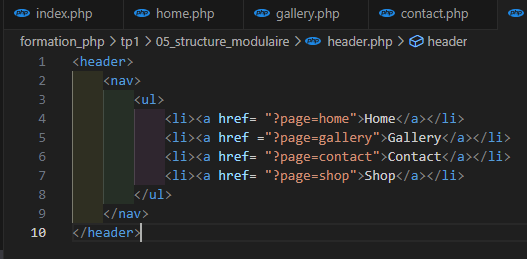 index.php home.php gallery.php contact.php
formation_php > tp1 > 05_structure_modulaire > header.php > header
1 <header>
2 <nav>
3 <ul>
4 <li><a href= "?page=home">Home</a></li>
5 <li><a href ="?page=gallery">Gallery</a></li>
6 <li><a href= "?page=contact">Contact</a></li>
7 <li><a href= "?page=shop">Shop</a></li>
8 </ul>
9 </nav>
10 </header>